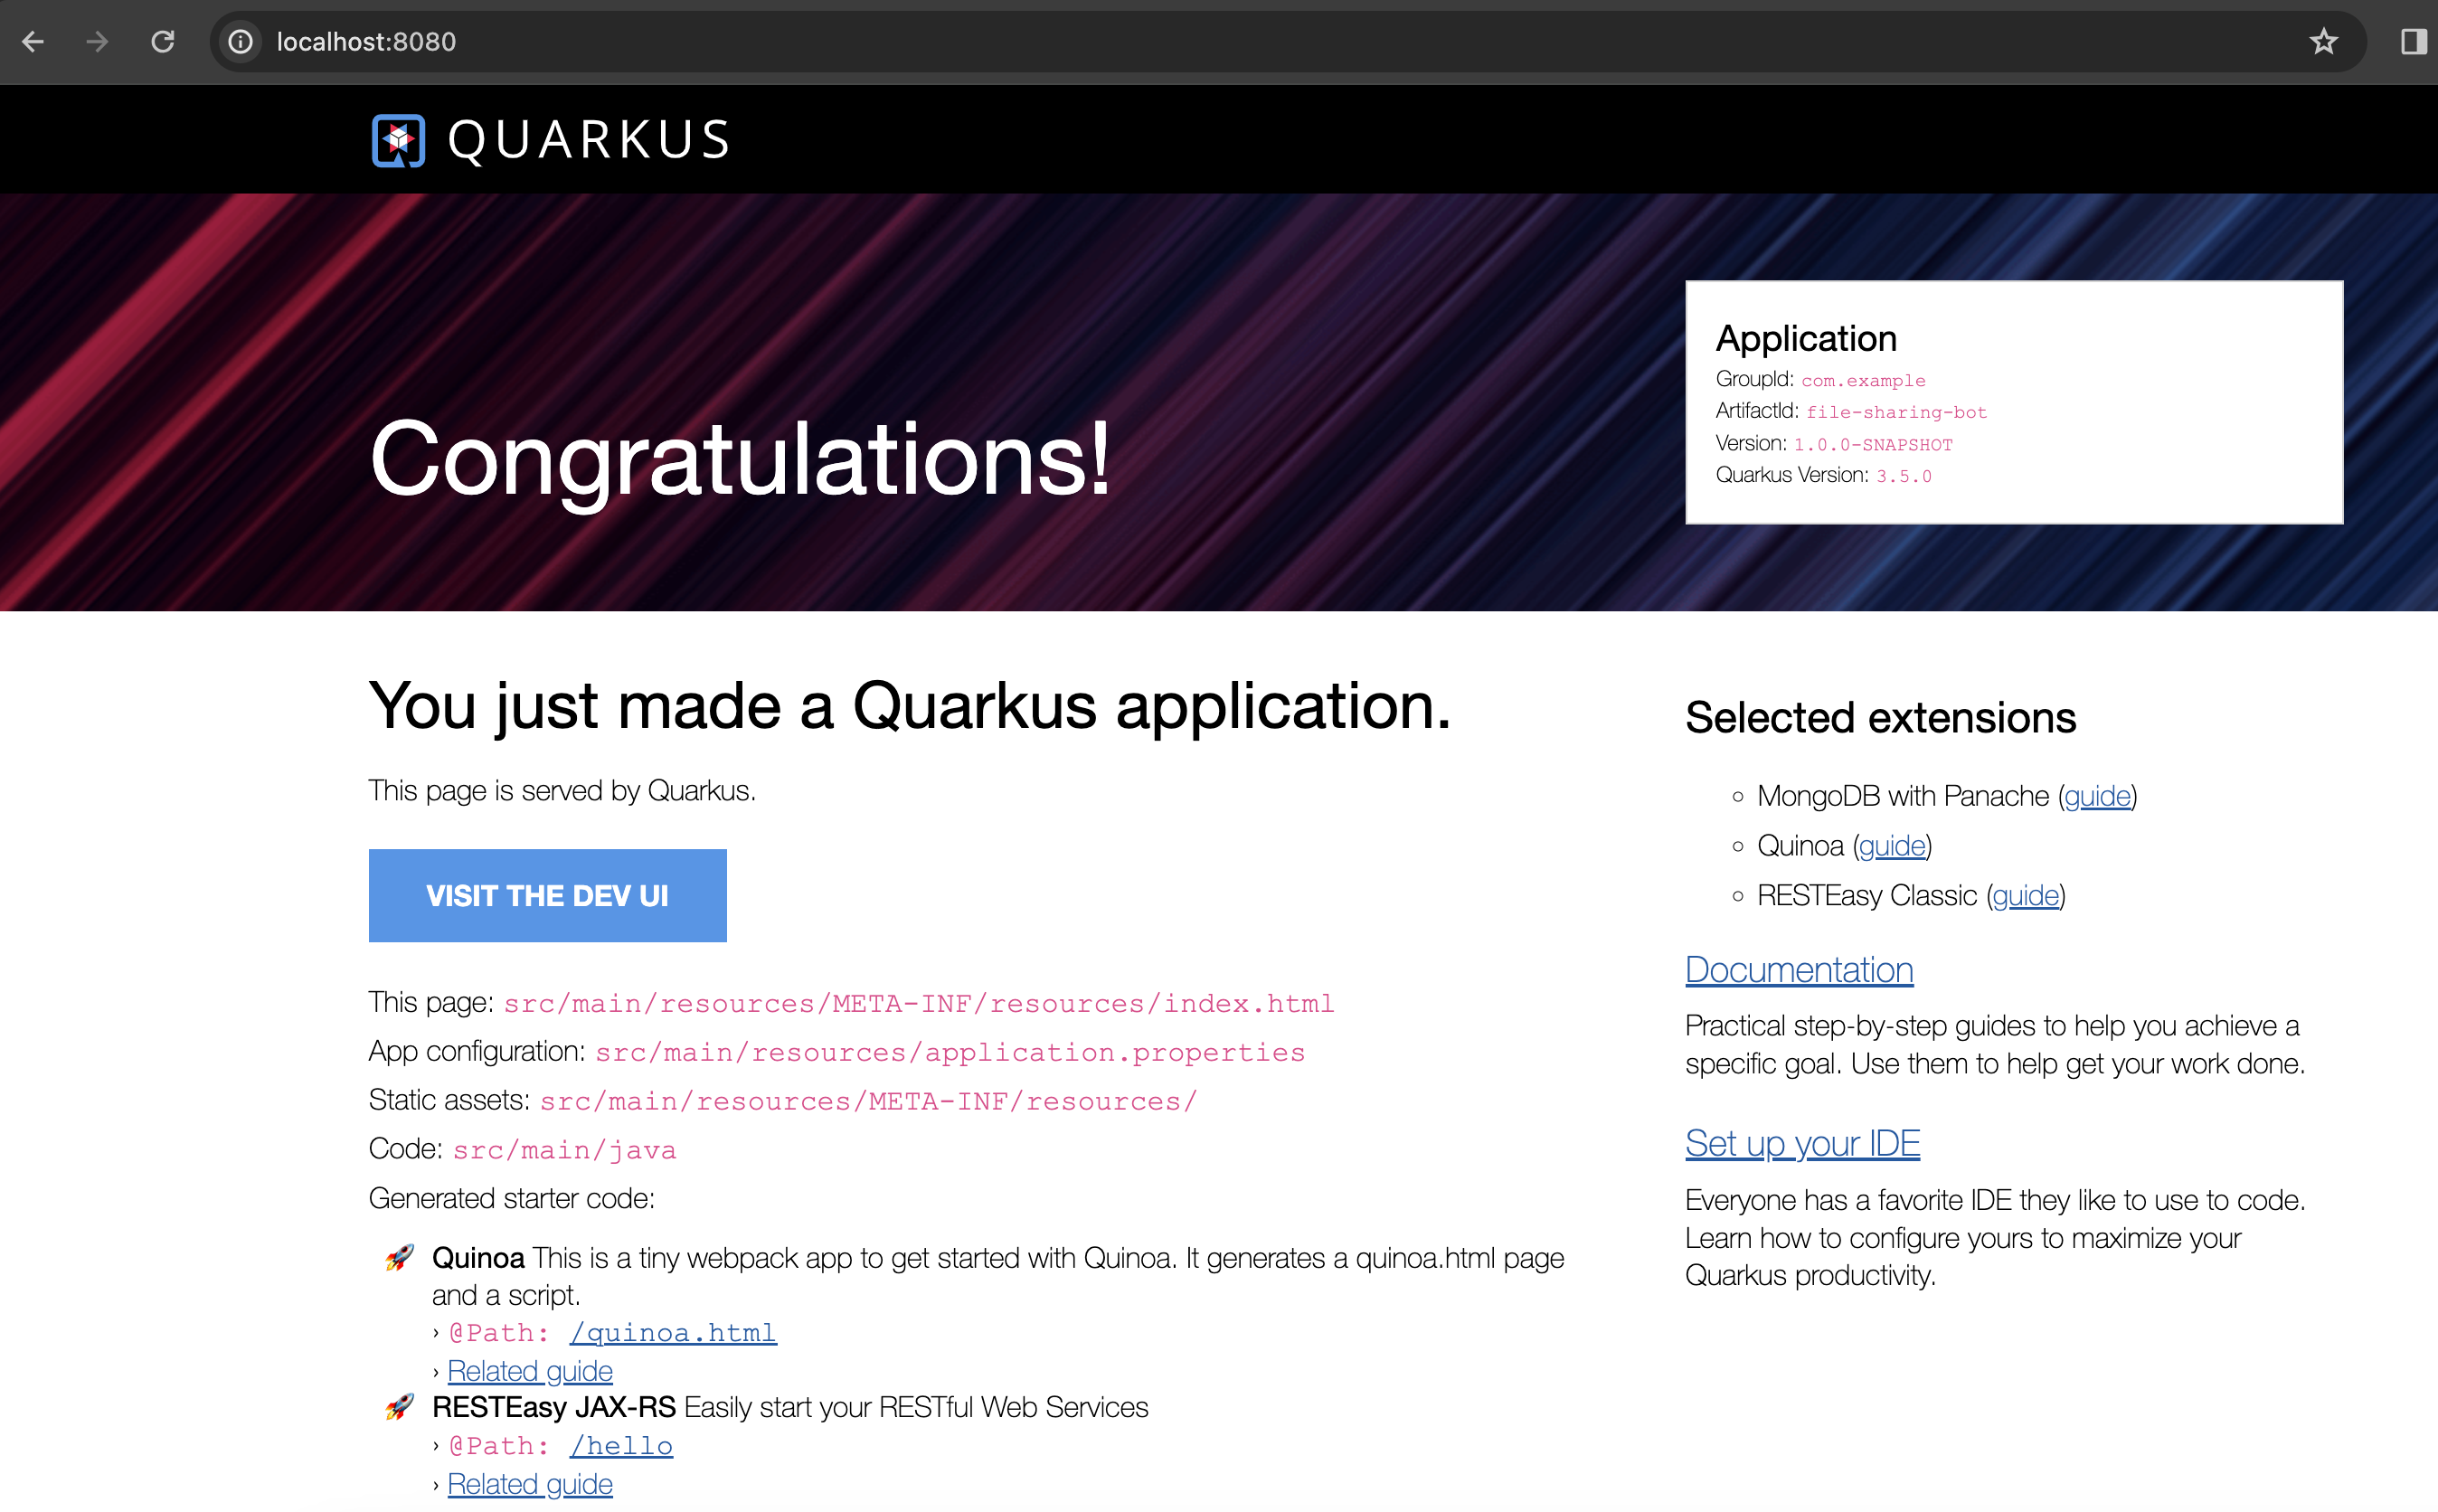 localhost:8080
QUARKUS
Congratulations!
Application
GroupId: com.example
ArtifactId: file-sharing-bot
Version: 1.0.0-SNAPSHOT
Quarkus Version: 3.5.0
You just made a Quarkus application.
This page is served by Quarkus.
VISIT THE DEV UI
This page: src/main/resources/META-INF/resources/index.html
App configuration: src/main/resources/application.properties
Static assets: src/main/resources/META-INF/resources/
Code: src/main/java
Generated starter code:
Quinoa This is a tiny webpack app to get started with Quinoa. It generates a quinoa.html page
and a script.
› @Path: /quinoa.html
› Related guide
RESTEasy JAX-RS Easily start your RESTful Web Services
› @Path: /hello
› Related guide
Selected extensions
MongoDB with Panache (guide)
Quinoa (guide)
RESTEasy Classic (guide)
Documentation
Practical step-by-step guides to help you achieve a
specific goal. Use them to help get your work done.
Set up your IDE
Everyone has a favorite IDE they like to use to code.
Learn how to configure yours to maximize your
Quarkus productivity.